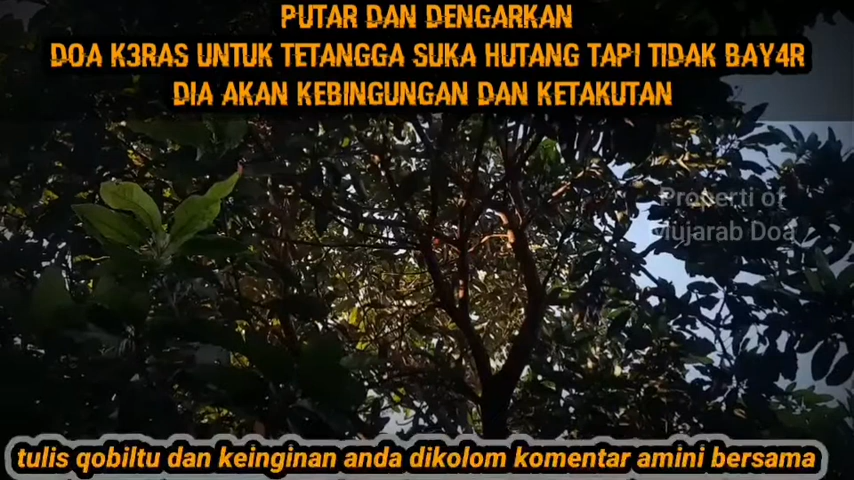 PUTAR DAN DENGARKAN
DOA K3RAS UNTUK TETANGGA SUKA HUTANG TAPI TIDAK BAY4R
DIA AKAN KEBINGUNGAN DAN KETAKUTAN
Properti of
Mujarab Doa
tulis qobiltu dan keinginan anda dikolom komentar amini bersama